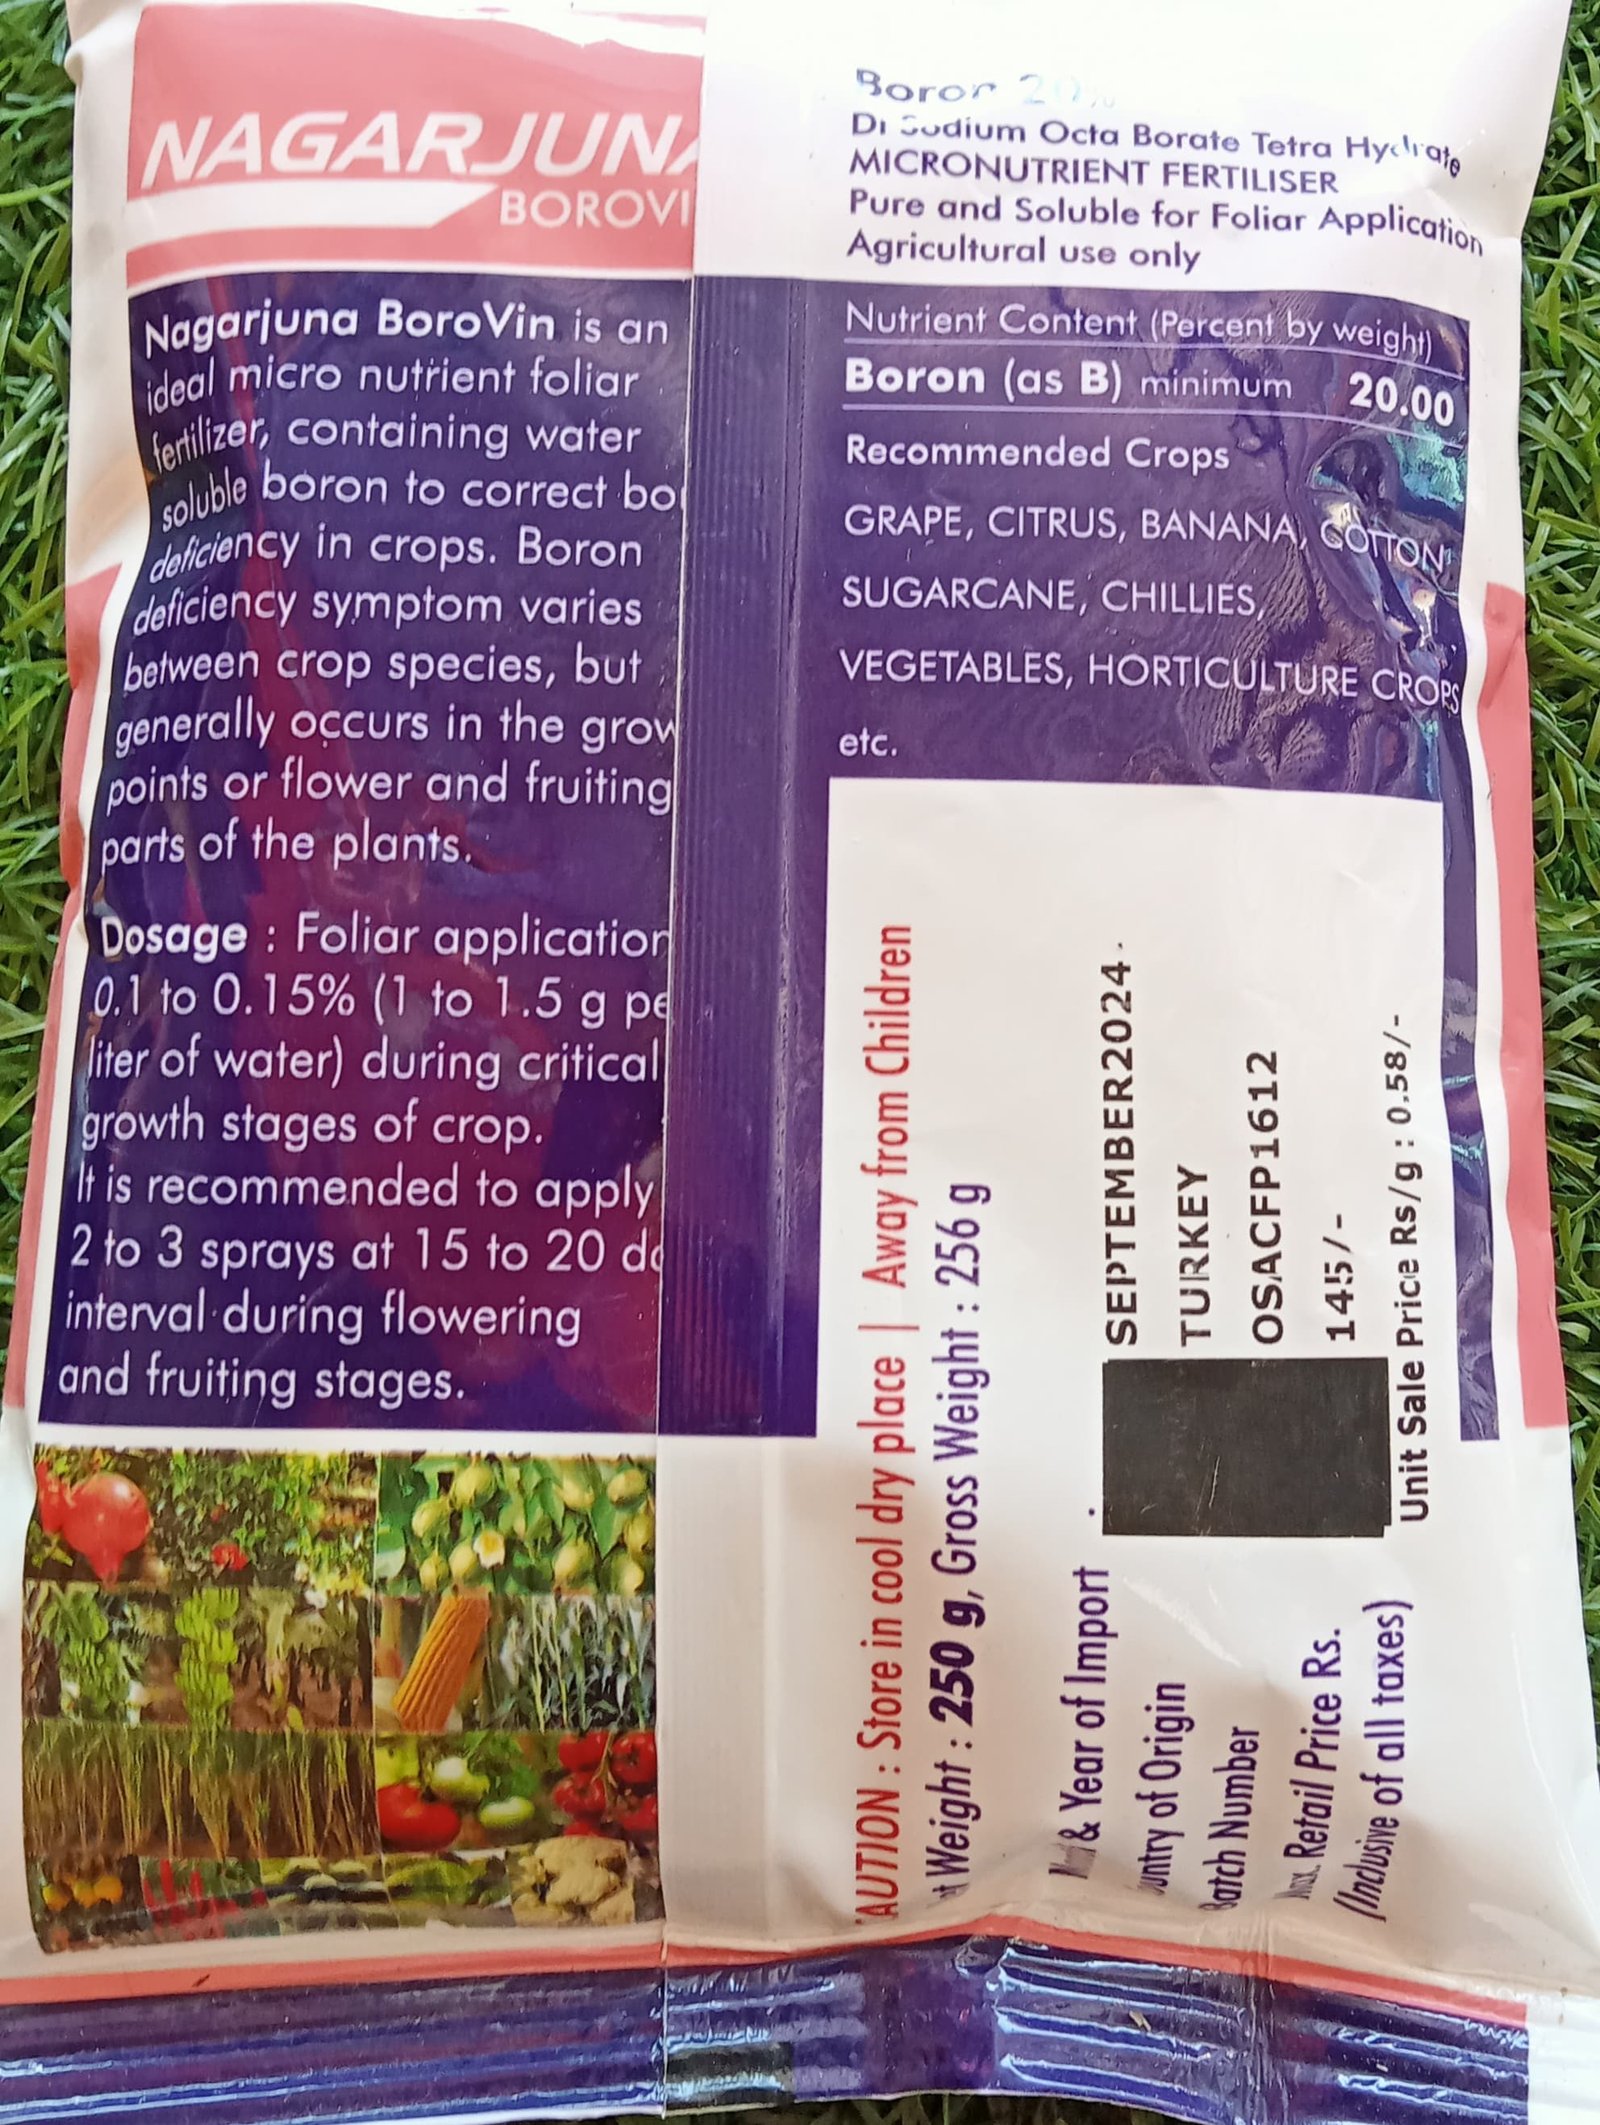 NAGARJUNA
BOROVI
Nagarjuna BoroVin is an
ideal micro nutrient foliar
fertilizer, containing water
soluble boron to correct bor
deficiency in crops. Boron
deficiency symptom varies
between crop species, but
generally occurs in the grow
points or flower and fruiting
parts of the plants.
Dosage : Foliar application
0.1 to 0.15% (1 to 1.5 g pe
liter of water) during critical
growth stages of crop.
It is recommended to apply
2 to 3 sprays at 15 to 20 da
interval during flowering
and fruiting stages.
Boron 20%
Di Sodium Octa Borate Tetra Hydrate
MICRONUTRIENT FERTILISER
Pure and Soluble for Foliar Application
Agricultural use only
Nutrient Content (Percent by weight)
Boron (as B) minimum 20.00
Recommended Crops
GRAPE, CITRUS, BANANA, COTTON
SUGARCANE, CHILLIES,
VEGETABLES, HORTICULTURE CROPS
etc.
AUTION : Store in cool dry place | Away from Children
t Weight : 250 g, Gross Weight : 256 g
& Year of Import SEPTEMBER2024
untry of Origin TURKEY
Batch Number OSACFP1612
Retail Price Rs. 145/-
(Inclusive of all taxes) Unit Sale Price Rs/g : 0.58/-